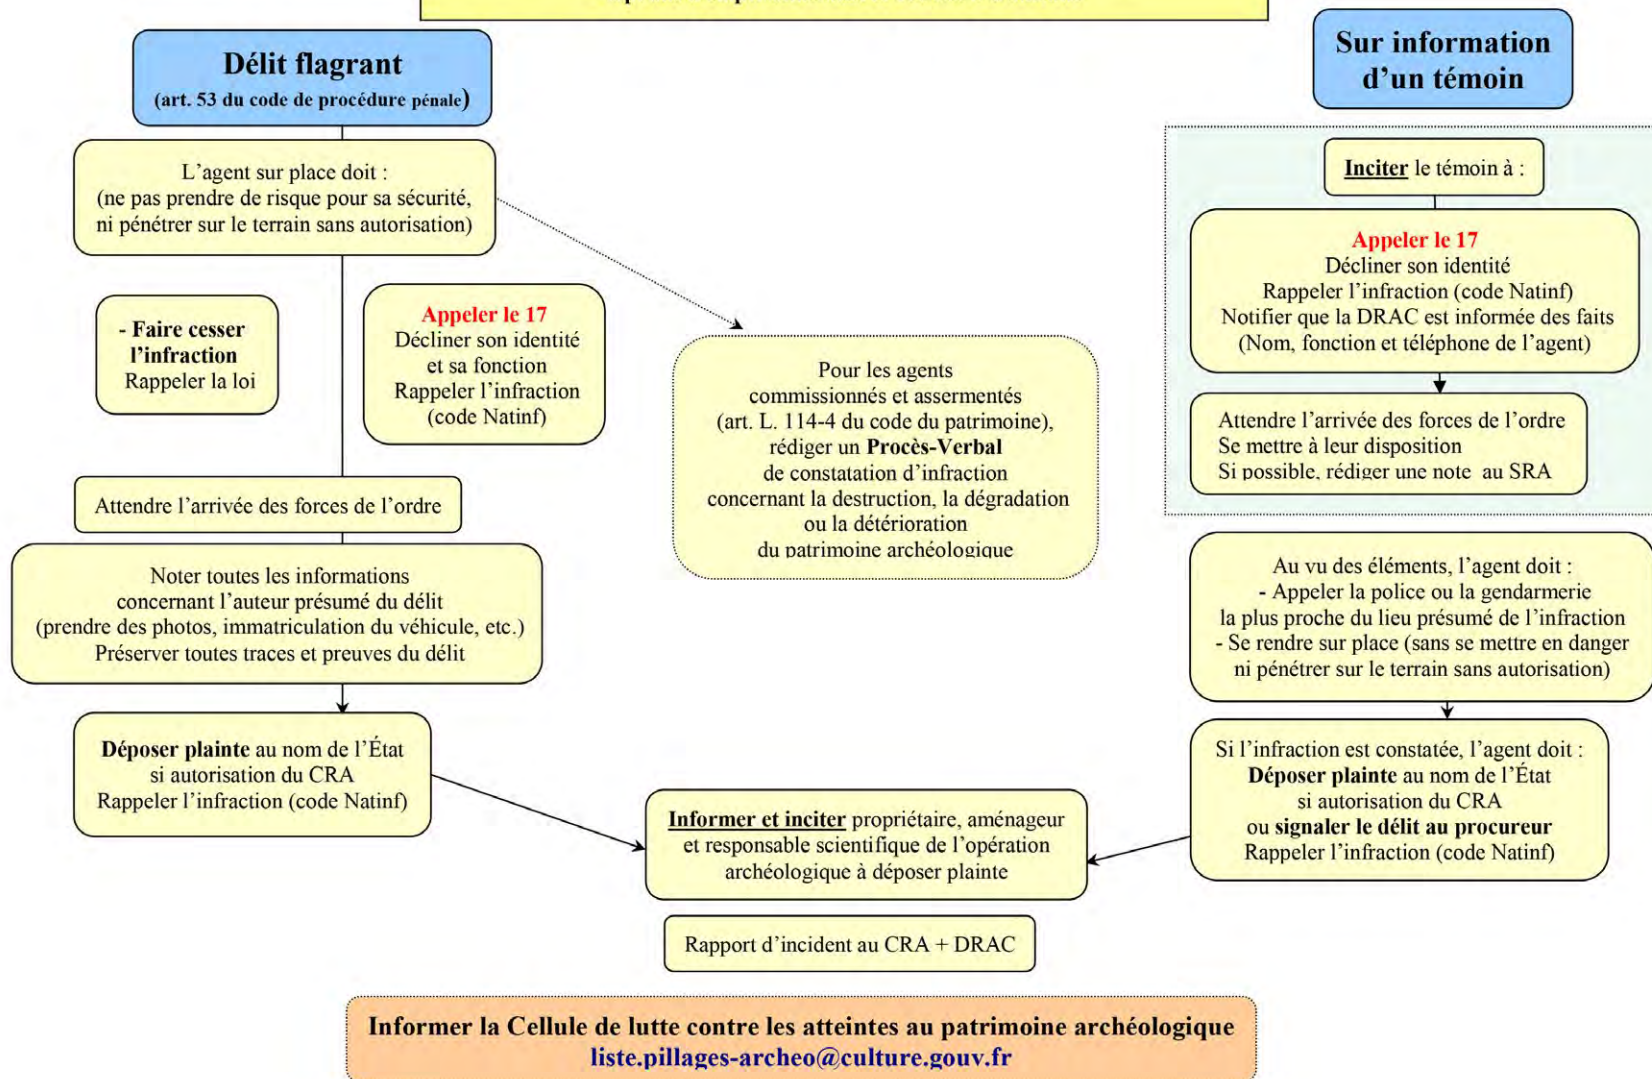 Délit flagrant
(art. 53 du code de procédure pénale)
L'agent sur place doit :
(ne pas prendre de risque pour sa sécurité,
ni pénétrer sur le terrain sans autorisation)
- Faire cesser
l'infraction
Rappeler la loi
Appeler le 17
Décliner son identité
et sa fonction
Rappeler l'infraction
(code Natinf)
Attendre l'arrivée des forces de l'ordre
Noter toutes les informations
concernant l'auteur présumé du délit
(prendre des photos, immatriculation du véhicule, etc.)
Préserver toutes traces et preuves du délit
Déposer plainte au nom de l'État
si autorisation du CRA
Rappeler l'infraction (code Natinf)
Pour les agents
commissionnés et assermentés
(art. L. 114-4 du code du patrimoine),
rédiger un Procès-Verbal
de constatation d'infraction
concernant la destruction, la dégradation
ou la détérioration
du patrimoine archéologique
Sur information
d'un témoin
Inciter le témoin à :
Appeler le 17
Décliner son identité
Rappeler l'infraction (code Natinf)
Notifier que la DRAC est informée des faits
(Nom, fonction et téléphone de l'agent)
Attendre l'arrivée des forces de l'ordre
Se mettre à leur disposition
Si possible, rédiger une note au SRA
Au vu des éléments, l'agent doit :
- Appeler la police ou la gendarmerie
la plus proche du lieu présumé de l'infraction
- Se rendre sur place (sans se mettre en danger
ni pénétrer sur le terrain sans autorisation)
Si l'infraction est constatée, l'agent doit :
Déposer plainte au nom de l'État
si autorisation du CRA
ou signaler le délit au procureur
Rappeler l'infraction (code Natinf)
Informer et inciter propriétaire, aménageur
et responsable scientifique de l'opération
archéologique à déposer plainte
Rapport d'incident au CRA + DRAC
Informer la Cellule de lutte contre les atteintes au patrimoine archéologique
liste.pillages-archeo@culture.gouv.fr